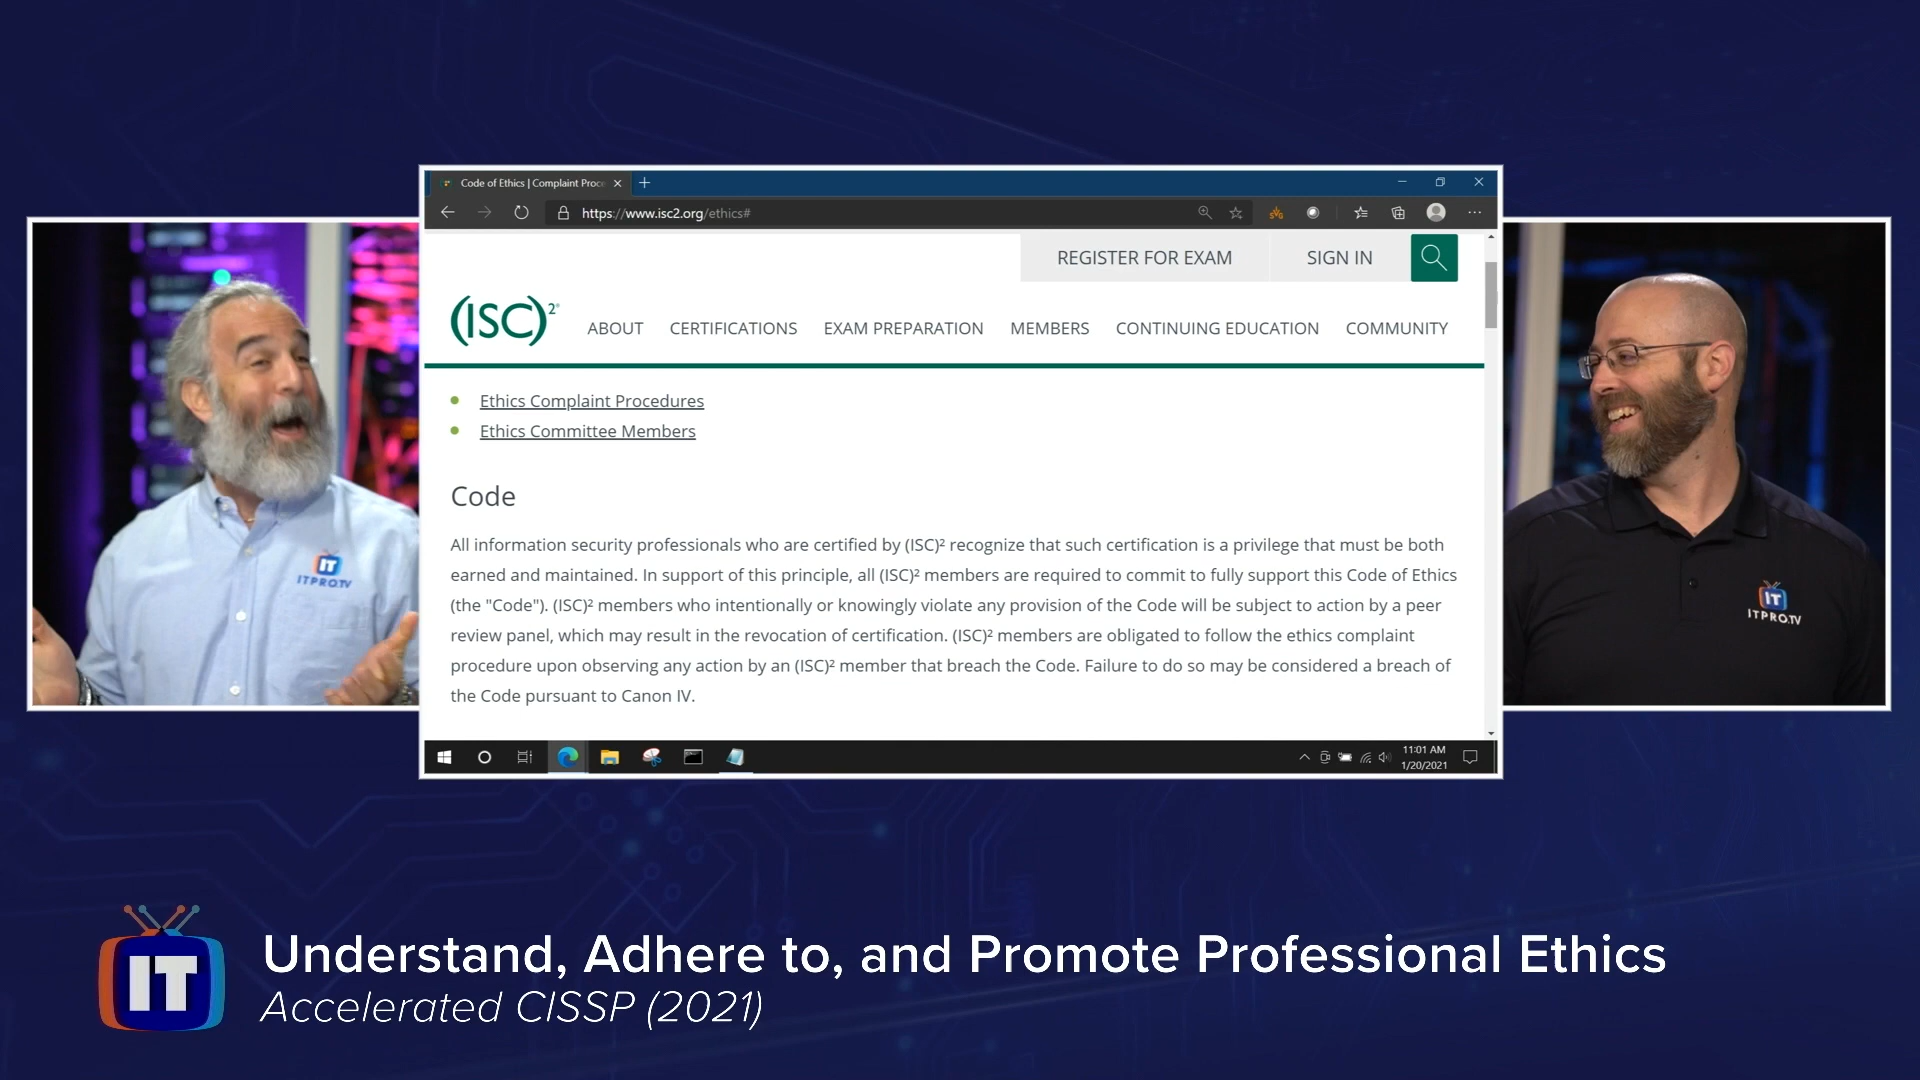 Code of Ethics | Complaint Proce
https://www.isc2.org/ethics#
REGISTER FOR EXAM
SIGN IN
(ISC)²®
ABOUT
CERTIFICATIONS
EXAM PREPARATION
MEMBERS
CONTINUING EDUCATION
COMMUNITY
Ethics Complaint Procedures
Ethics Committee Members
Code
All information security professionals who are certified by (ISC)² recognize that such certification is a privilege that must be both
earned and maintained. In support of this principle, all (ISC)² members are required to commit to fully support this Code of Ethics
(the "Code"). (ISC)² members who intentionally or knowingly violate any provision of the Code will be subject to action by a peer
review panel, which may result in the revocation of certification. (ISC)² members are obligated to follow the ethics complaint
procedure upon observing any action by an (ISC)² member that breach the Code. Failure to do so may be considered a breach of
the Code pursuant to Canon IV.
IT
ITPRO.TV
IT
ITPRO.TV
11:01 AM
1/20/2021
IT
Understand, Adhere to, and Promote Professional Ethics
Accelerated CISSP (2021)